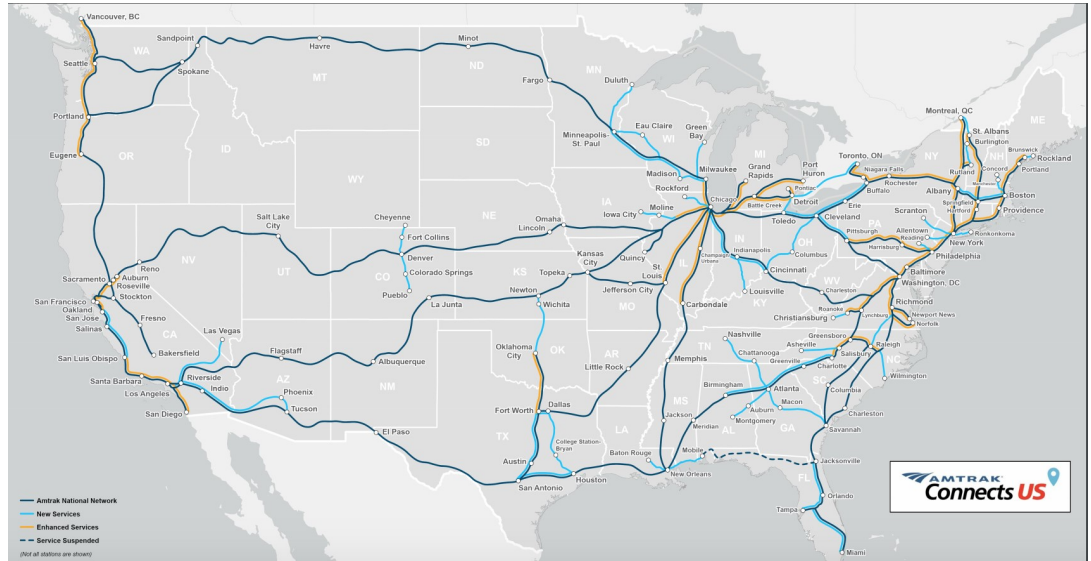 Vancouver, BC
Seattle
Portland
Eugene
Sandpoint
Spokane
Havre
Minot
Fargo
Duluth
Minneapolis-
St. Paul
Eau Claire
Green
Bay
Madison
Milwaukee
Rockford
Chicago
Moline
Iowa City
Grand
Rapids
Port
Huron
Pontiac
Battle Creek
Detroit
Toledo
Toronto, ON
Niagara Falls
Buffalo
Rochester
Erie
Cleveland
Montreal, QC
St. Albans
Burlington
Rutland
Concord
Manchester
Brunswick
Rockland
Portland
Albany
Boston
Springfield
Hartford
Providence
Scranton
Allentown
Reading
Ronkonkoma
New York
Pittsburgh
Harrisburg
Philadelphia
Baltimore
Washington, DC
Richmond
Newport News
Norfolk
Roanoke
Lynchburg
Christiansburg
Charleston
Columbus
Cincinnati
Indianapolis
Louisville
Champaign
Urbana
Carbondale
Quincy
St.
Louis
Jefferson City
Kansas
City
Topeka
Omaha
Lincoln
Cheyenne
Fort Collins
Denver
Colorado Springs
Pueblo
La Junta
Newton
Wichita
Oklahoma
City
Salt Lake
City
Reno
Sacramento
Auburn
Roseville
San Francisco
Oakland
Stockton
San Jose
Salinas
Fresno
Bakersfield
San Luis Obispo
Santa Barbara
Los Angeles
San Diego
Las Vegas
Riverside
Indio
Phoenix
Tucson
Flagstaff
Albuquerque
El Paso
Fort Worth
Dallas
Austin
San Antonio
College Station-
Bryan
Houston
Little Rock
Memphis
Jackson
Baton Rouge
New Orleans
Mobile
Meridian
Birmingham
Montgomery
Auburn
Nashville
Chattanooga
Atlanta
Macon
Greensboro
Asheville
Greenville
Salisbury
Charlotte
Raleigh
Wilmington
Columbia
Charleston
Savannah
Jacksonville
Orlando
Tampa
Miami
WA
OR
ID
MT
ND
SD
WY
NV
UT
CA
AZ
NM
CO
NE
KS
OK
TX
MN
IA
WI
MO
AR
LA
IL
IN
MI
OH
KY
TN
MS
AL
GA
FL
SC
NC
WV
PA
NY
NH
ME
Amtrak National Network
New Services
Enhanced Services
Service Suspended
(Not all stations are shown)
AMTRAK
Connects US